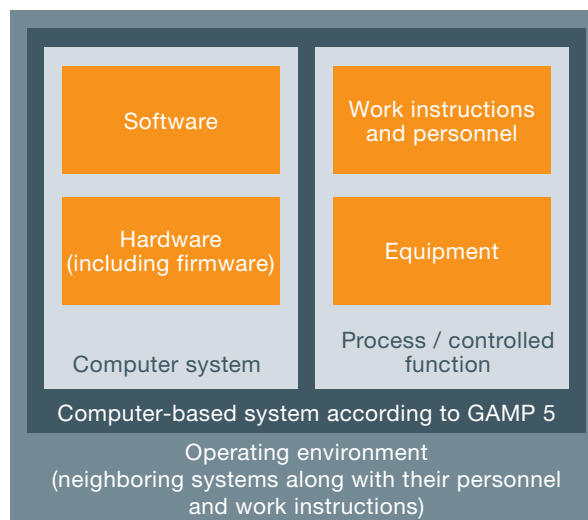 Software
Hardware
(including firmware)
Computer system
Work instructions
and personnel
Equipment
Process / controlled
function
Computer-based system according to GAMP 5
Operating environment
(neighboring systems along with their personnel
and work instructions)